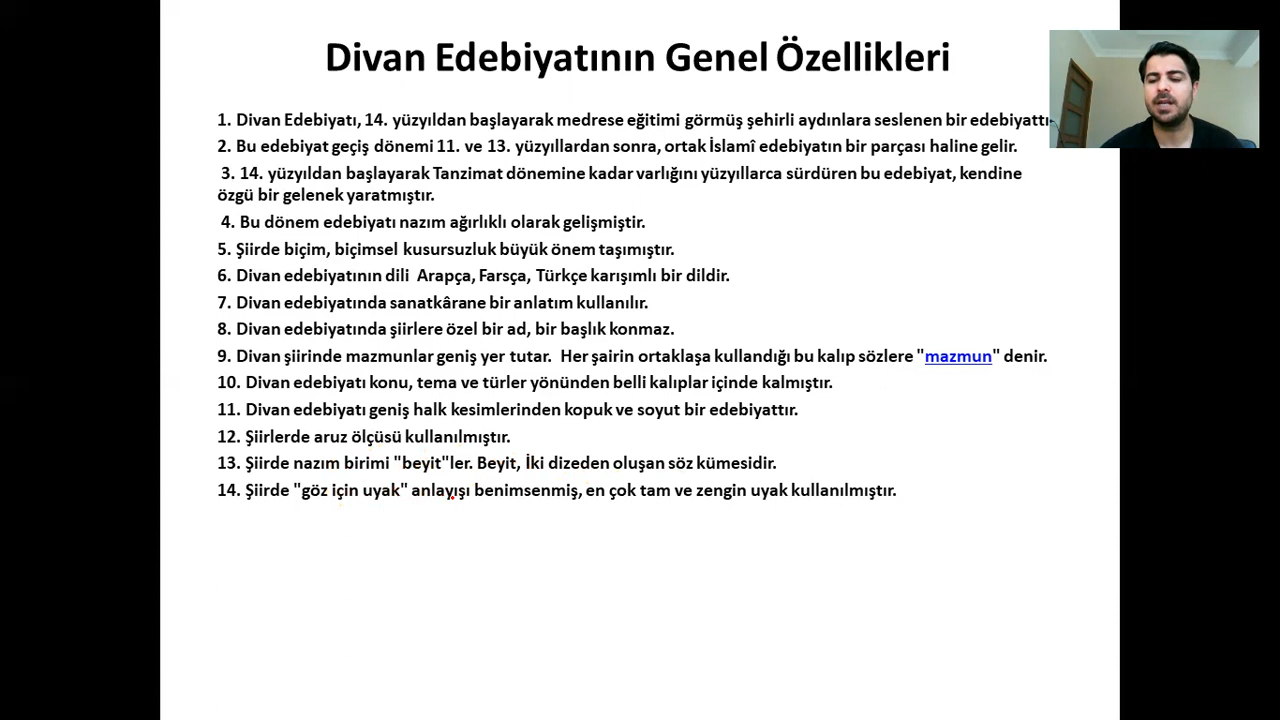 Divan Edebiyatının Genel Özellikleri
1. Divan Edebiyatı, 14. yüzyıldan başlayarak medrese eğitimi görmüş şehirli aydınlara seslenen bir edebiyattı
2. Bu edebiyat geçiş dönemi 11. ve 13. yüzyıllardan sonra, ortak İslamî edebiyatın bir parçası haline gelir.
3. 14. yüzyıldan başlayarak Tanzimat dönemine kadar varlığını yüzyıllarca sürdüren bu edebiyat, kendine
özgü bir gelenek yaratmıştır.
4. Bu dönem edebiyatı nazım ağırlıklı olarak gelişmiştir.
5. Şiirde biçim, biçimsel kusursuzluk büyük önem taşımıştır.
6. Divan edebiyatının dili  Arapça, Farsça, Türkçe karışımlı bir dildir.
7. Divan edebiyatında sanatkârane bir anlatım kullanılır.
8. Divan edebiyatında şiirlere özel bir ad, bir başlık konmaz.
9. Divan şiirinde mazmunlar geniş yer tutar.  Her şairin ortaklaşa kullandığı bu kalıp sözlere "mazmun" denir.
10. Divan edebiyatı konu, tema ve türler yönünden belli kalıplar içinde kalmıştır.
11. Divan edebiyatı geniş halk kesimlerinden kopuk ve soyut bir edebiyattır.
12. Şiirlerde aruz ölçüsü kullanılmıştır.
13. Şiirde nazım birimi "beyit"ler. Beyit, İki dizeden oluşan söz kümesidir.
14. Şiirde "göz için uyak" anlayışı benimsenmiş, en çok tam ve zengin uyak kullanılmıştır.